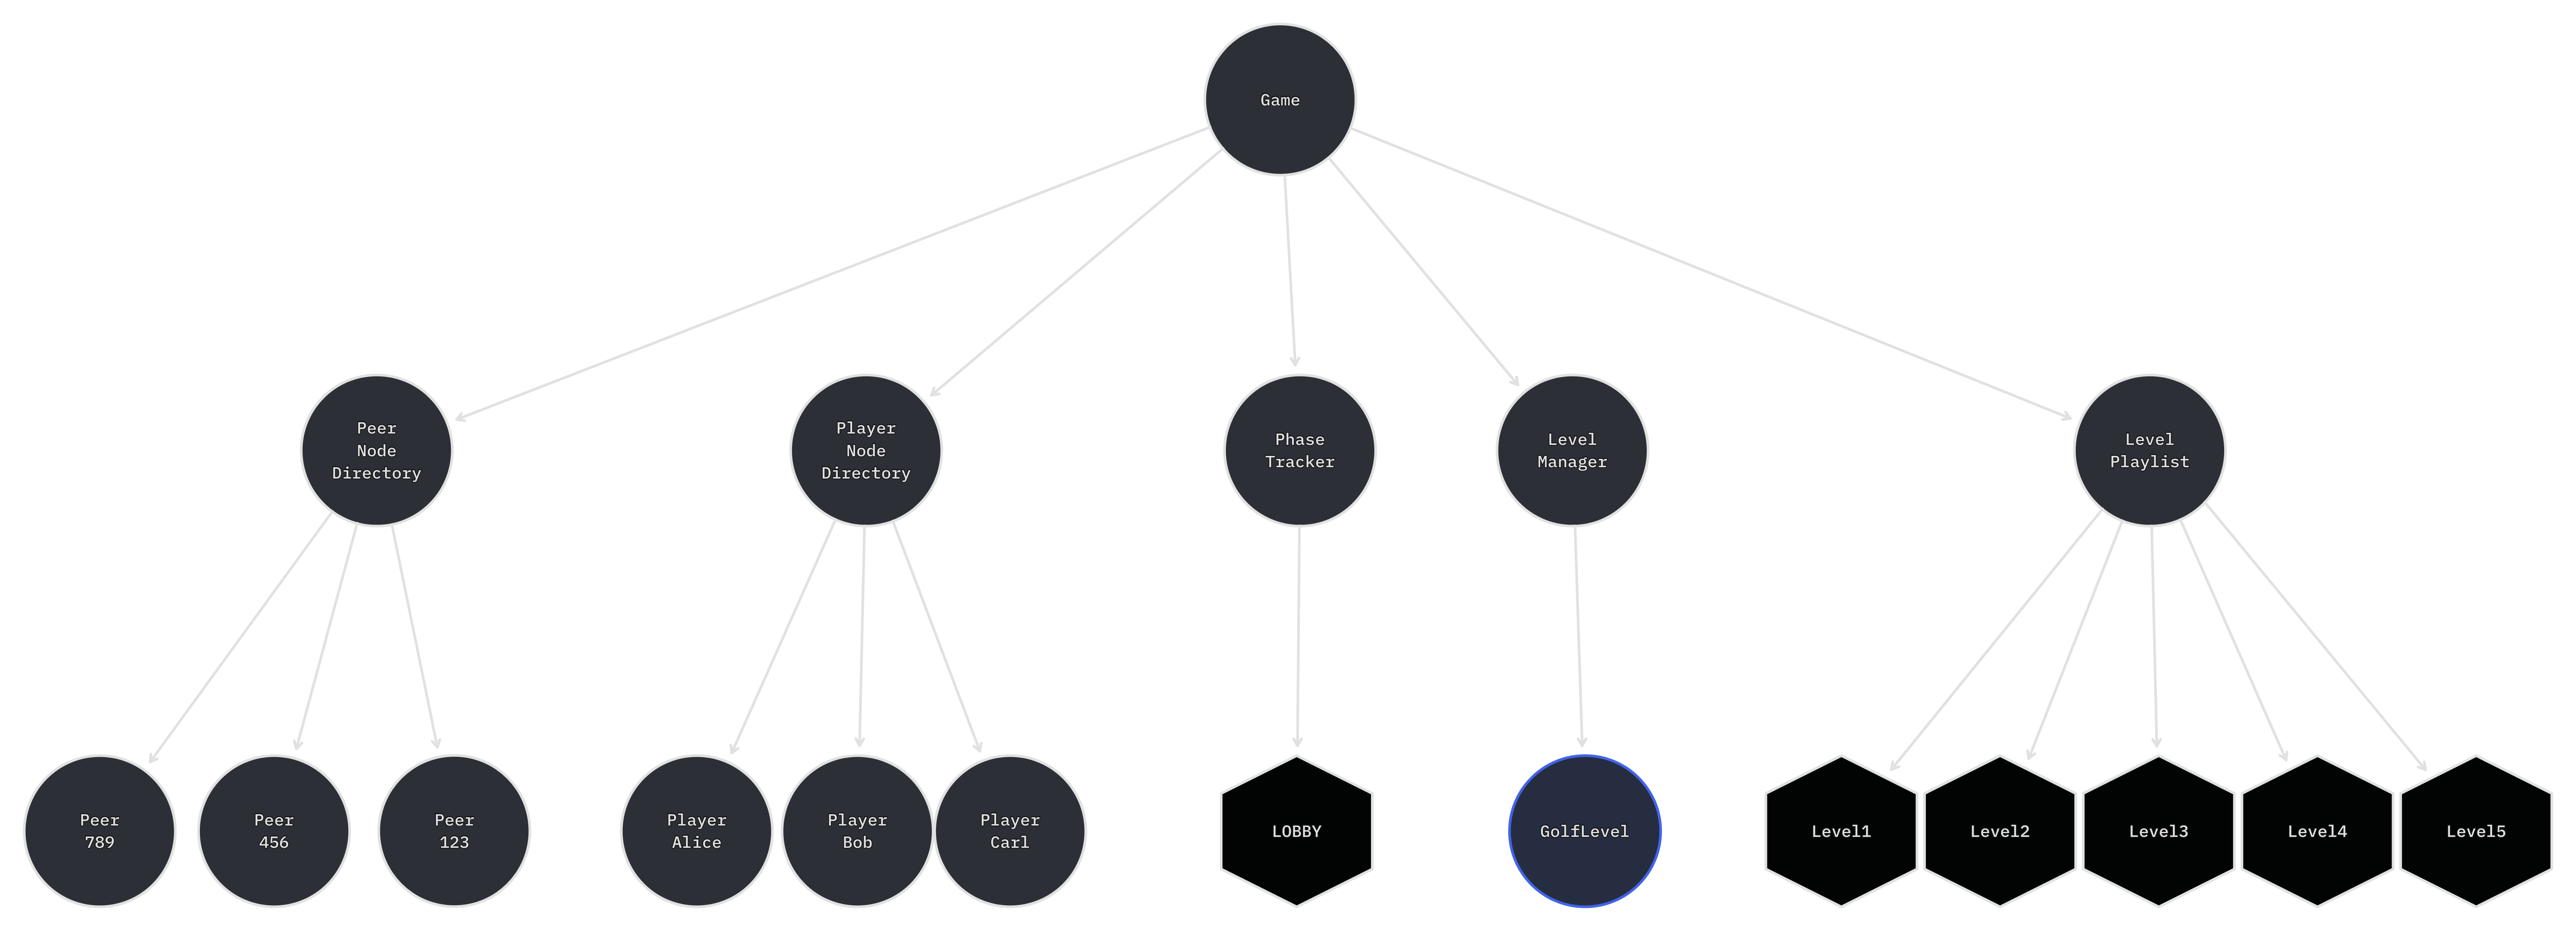 Game
Peer
Node
Directory
Player
Node
Directory
Phase
Tracker
Level
Manager
Level
Playlist
Peer
789
Peer
456
Peer
123
Player
Alice
Player
Bob
Player
Carl
LOBBY
GolfLevel
Level1
Level2
Level3
Level4
Level5